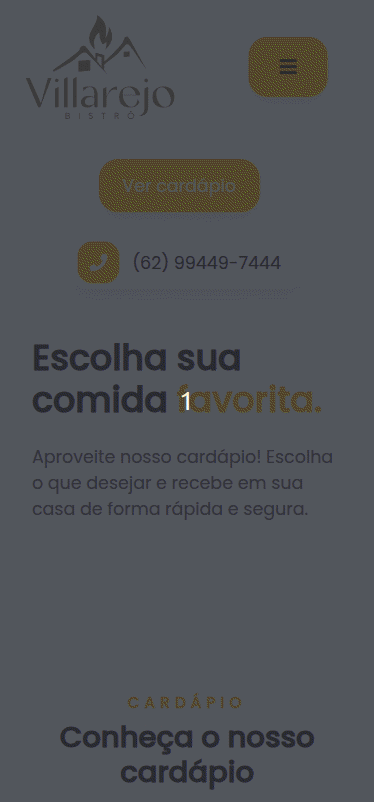 Villarejo
BISTRÔ
Ver cardápio
(62) 99449-7444
Escolha sua
comida favorita.
1
Aproveite nosso cardápio! Escolha
o que desejar e recebe em sua
casa de forma rápida e segura.
CARDÁPIO
Conheça o nosso
cardápio